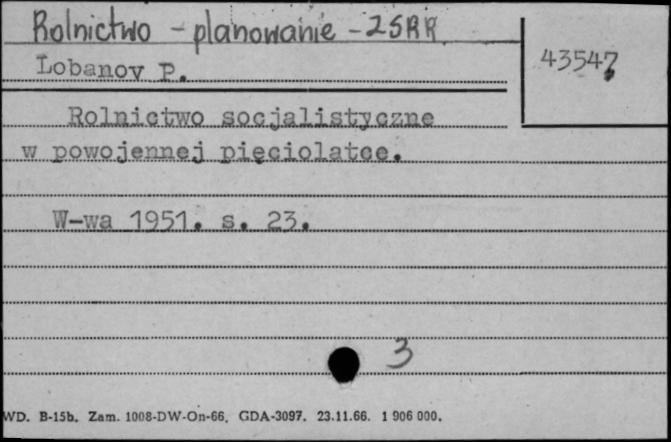 Rolnictwo - planowanie - ZSRR
43547
Lobanov P.
Rolnictwo socjalistyczne
w powojennej pięciolatce.
W-wa 1951. s. 23.
3
WD. B-15b. Zam. 1008-DW-On-66. GDA-3097. 23.11.66. 1 906 000.